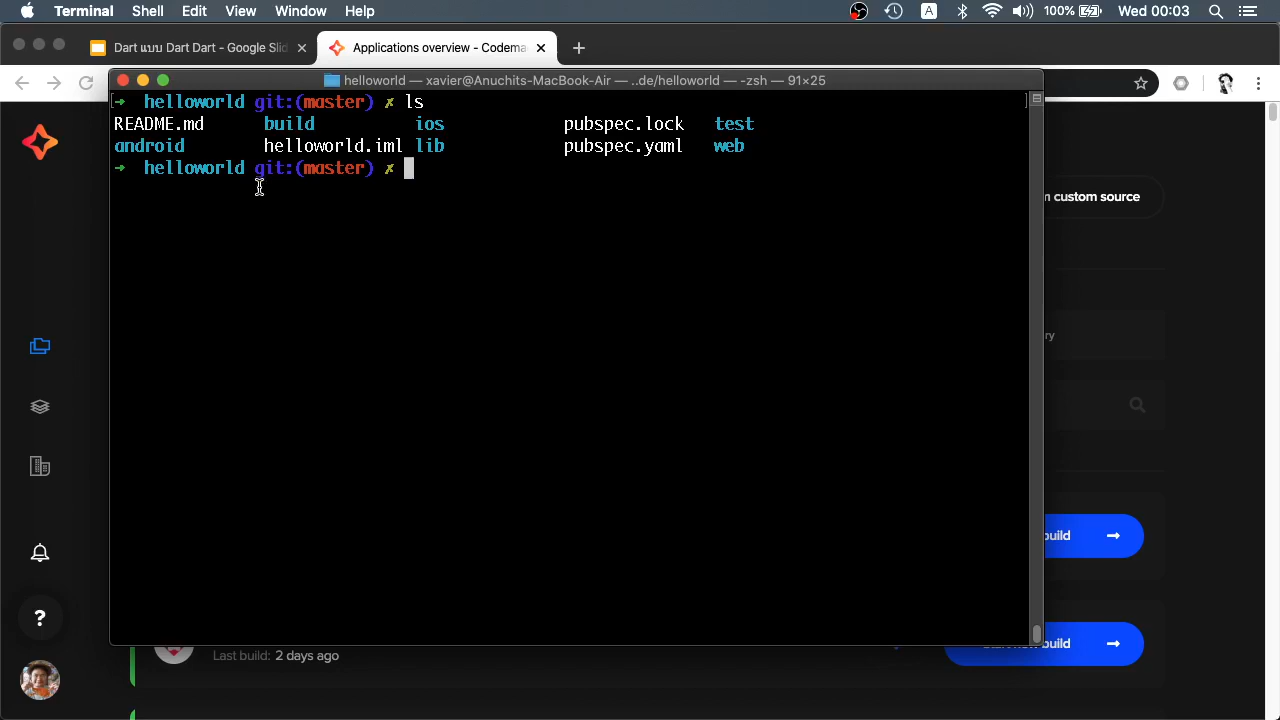 Terminal Shell Edit View Window Help 100% Wed 00:03
Dart แบบ Dart Dart - Google Slid
Applications overview - Codema
helloworld — xavier@Anuchits-MacBook-Air — ..de/helloworld — -zsh — 91×25
[→ helloworld git:(master) ✗ ls ]
README.md build ios pubspec.lock test
android helloworld.iml lib pubspec.yaml web
→ helloworld git:(master) ✗
custom source
ry
build
build
Last build: 2 days ago
?